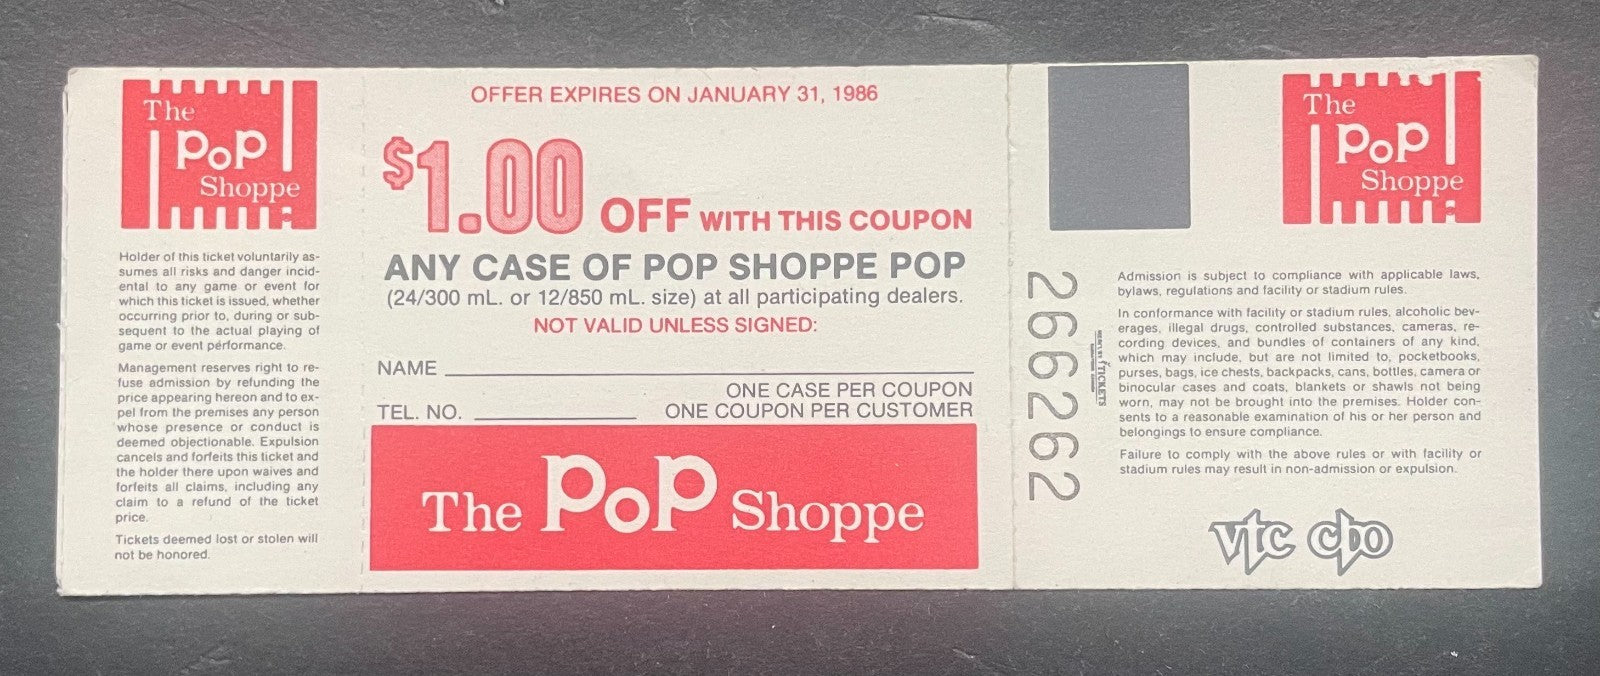 The
PoP
Shoppe
Holder of this ticket voluntarily as-
sumes all risks and danger incid-
ental to any game or event for
which this ticket is issued, whether
occurring prior to, during or sub-
sequent to the actual playing of
game or event performance.
Management reserves right to re-
fuse admission by refunding the
price appearing hereon and to ex-
pel from the premises any person
whose presence or conduct is
deemed objectionable. Expulsion
cancels and forfeits this ticket and
the holder there upon waives and
forfeits all claims, including any
claim to a refund of the ticket
price.
Tickets deemed lost or stolen will
not be honored.
OFFER EXPIRES ON JANUARY 31, 1986
$1.00 OFF WITH THIS COUPON
ANY CASE OF POP SHOPPE POP
(24/300 mL. or 12/850 mL. size) at all participating dealers.
NOT VALID UNLESS SIGNED:
NAME
ONE CASE PER COUPON
TEL. NO. ONE COUPON PER CUSTOMER
The PoP Shoppe
266262
TICKETS
The
PoP
Shoppe
Admission is subject to compliance with applicable laws,
bylaws, regulations and facility or stadium rules.
In conformance with facility or stadium rules, alcoholic bev-
erages, illegal drugs, controlled substances, cameras, re-
cording devices, and bundles of containers of any kind,
which may include, but are not limited to, pocketbooks,
purses, bags, ice chests, backpacks, cans, bottles, camera or
binocular cases and coats, blankets or shawls not being
worn, may not be brought into the premises. Holder con-
sents to a reasonable examination of his or her person and
belongings to ensure compliance.
Failure to comply with the above rules or with facility or
stadium rules may result in non-admission or expulsion.
vtc cbo